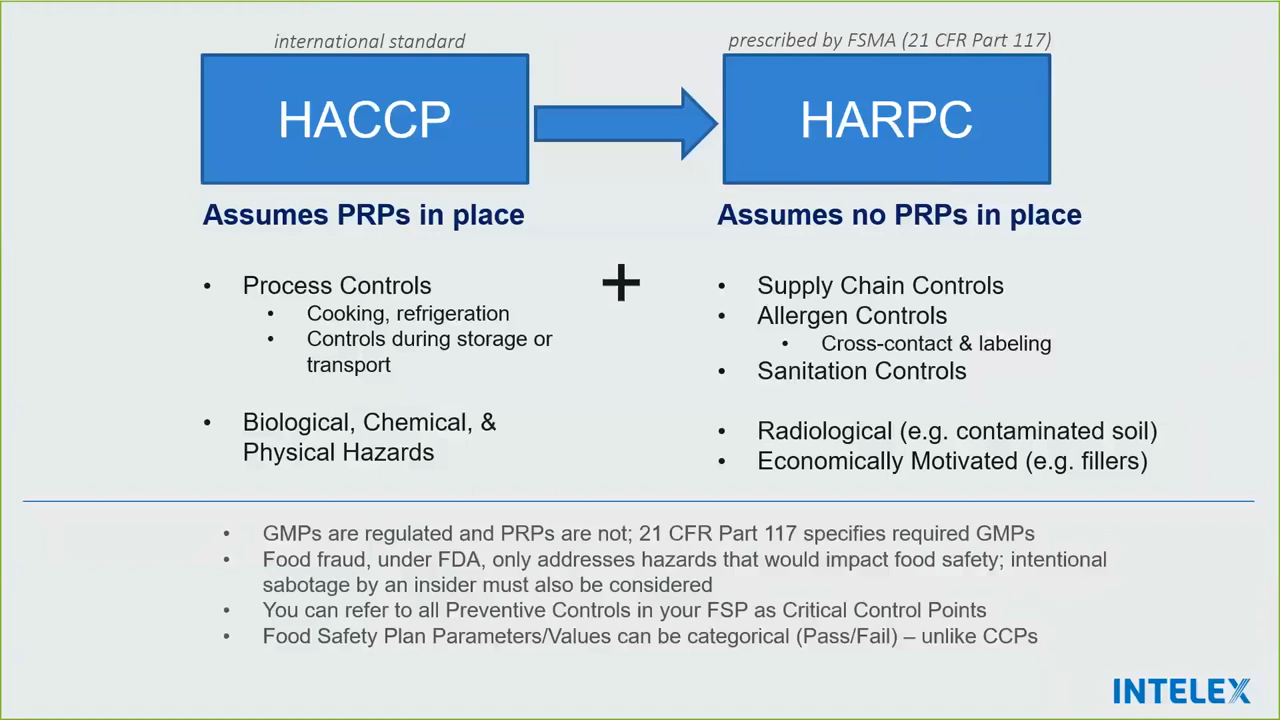 international standard
prescribed by FSMA (21 CFR Part 117)
HACCP
HARPC
Assumes PRPs in place
Assumes no PRPs in place
+
• Process Controls
• Cooking, refrigeration
• Controls during storage or
transport
• Biological, Chemical, &
Physical Hazards
• Supply Chain Controls
• Allergen Controls
• Cross-contact & labeling
• Sanitation Controls
• Radiological (e.g. contaminated soil)
• Economically Motivated (e.g. fillers)
• GMPs are regulated and PRPs are not; 21 CFR Part 117 specifies required GMPs
• Food fraud, under FDA, only addresses hazards that would impact food safety; intentional
sabotage by an insider must also be considered
• You can refer to all Preventive Controls in your FSP as Critical Control Points
• Food Safety Plan Parameters/Values can be categorical (Pass/Fail) – unlike CCPs
INTELEX